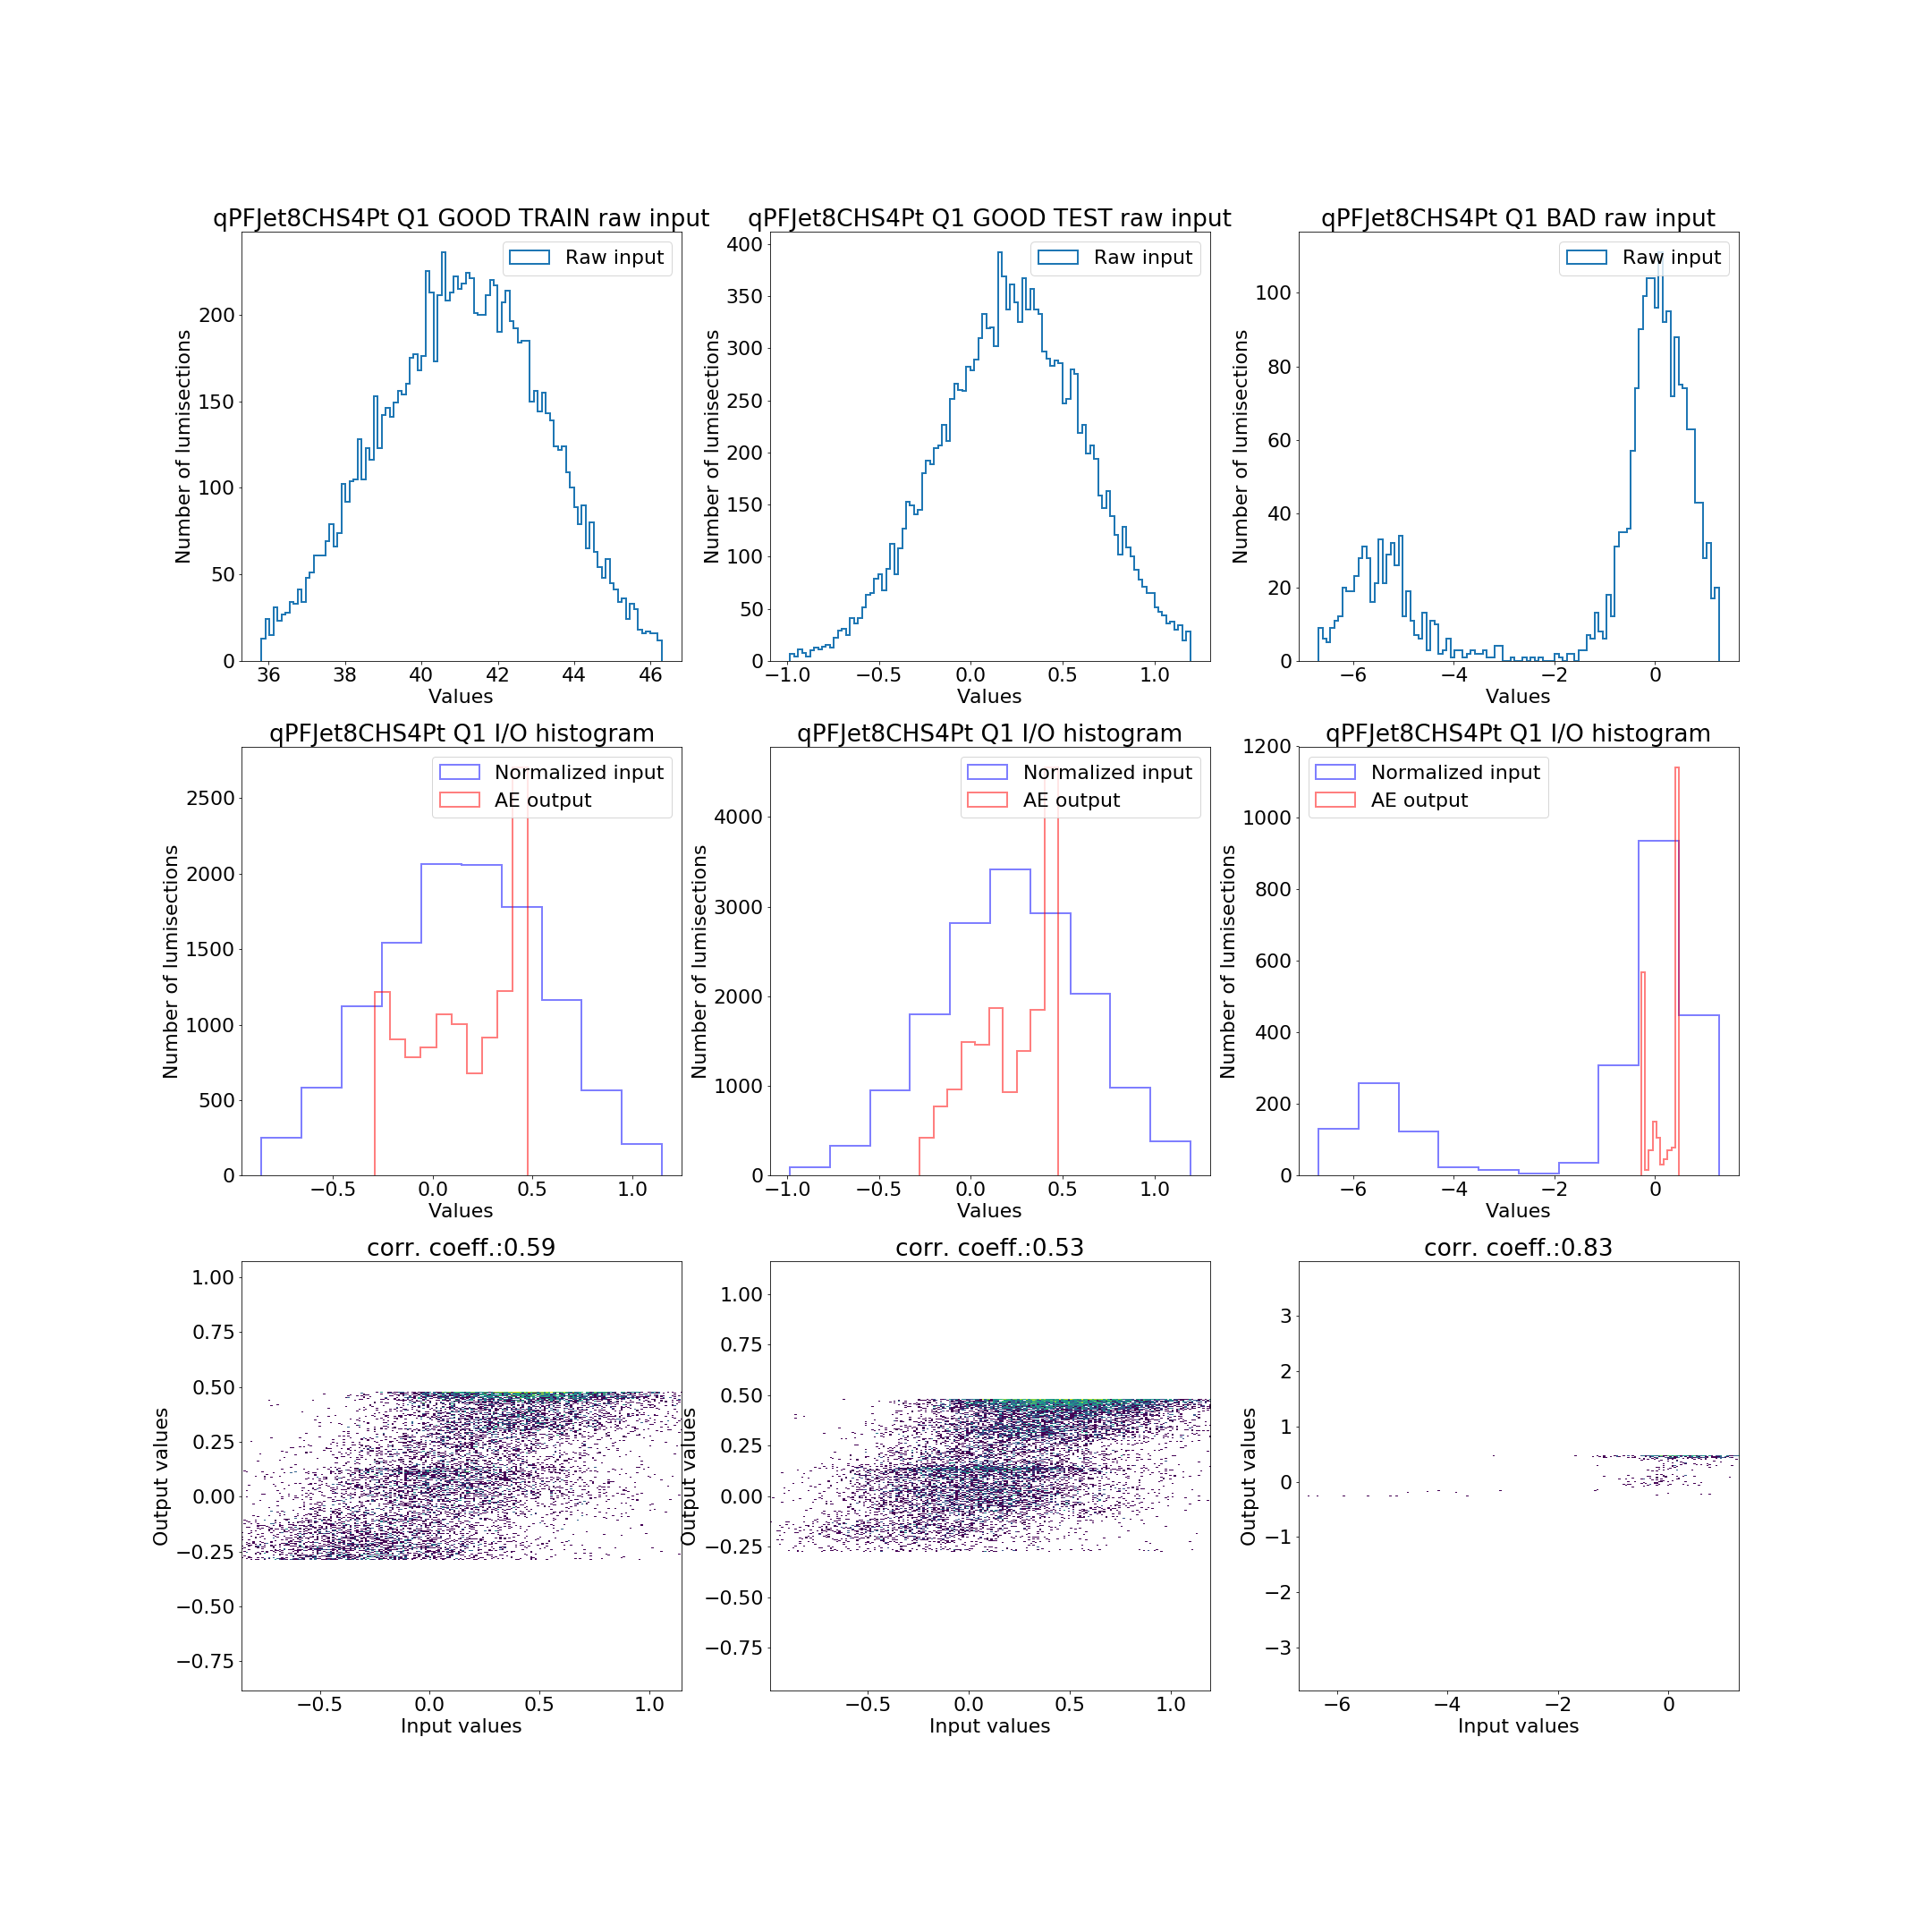 qPFJet8CHS4Pt Q1 GOOD TRAIN raw input
Raw input
Number of lumisections
200
150
100
50
0
36 38 40 42 44 46
Values
qPFJet8CHS4Pt Q1 GOOD TEST raw input
Raw input
Number of lumisections
400
350
300
250
200
150
100
50
0
−1.0 −0.5 0.0 0.5 1.0
Values
qPFJet8CHS4Pt Q1 BAD raw input
Raw input
Number of lumisections
100
80
60
40
20
0
−6 −4 −2 0
Values
qPFJet8CHS4Pt Q1 I/O histogram
Normalized input
AE output
Number of lumisections
2500
2000
1500
1000
500
0
−0.5 0.0 0.5 1.0
Values
qPFJet8CHS4Pt Q1 I/O histogram
Normalized input
AE output
Number of lumisections
4000
3000
2000
1000
0
−1.0 −0.5 0.0 0.5 1.0
Values
qPFJet8CHS4Pt Q1 I/O histogram
Normalized input
AE output
Number of lumisections
1200
1000
800
600
400
200
0
−6 −4 −2 0
Values
corr. coeff.:0.59
Output values
1.00
0.75
0.50
0.25
0.00
−0.25
−0.50
−0.75
−0.5 0.0 0.5 1.0
Input values
corr. coeff.:0.53
Output values
1.00
0.75
0.50
0.25
0.00
−0.25
−0.50
−0.75
−0.5 0.0 0.5 1.0
Input values
corr. coeff.:0.83
Output values
3
2
1
0
−1
−2
−3
−6 −4 −2 0
Input values